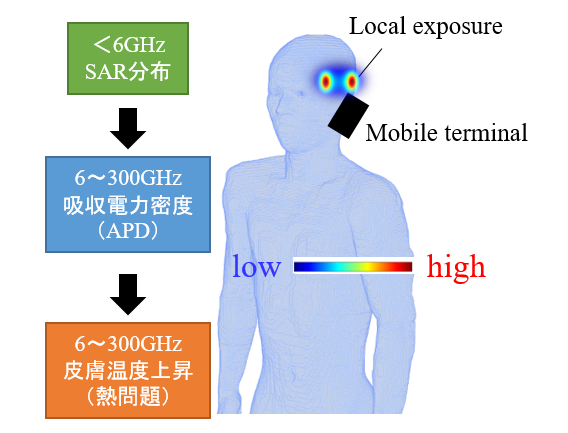 ＜6GHz
SAR分布
6～300GHz
吸収電力密度
（APD）
6～300GHz
皮膚温度上昇
（熱問題）
Local exposure
Mobile terminal
low
high